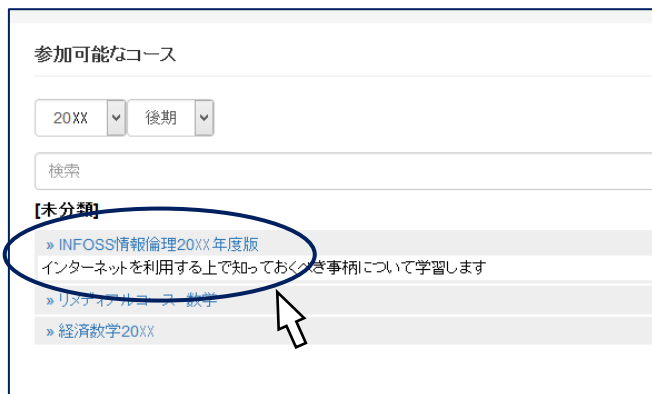 参加可能なコース
20XX 後期
検索
[未分類]
» INFOSS情報倫理20XX年度版
インターネットを利用する上で知っておくべき事柄について学習します
» リメディアルコース 数学
» 経済数学20XX